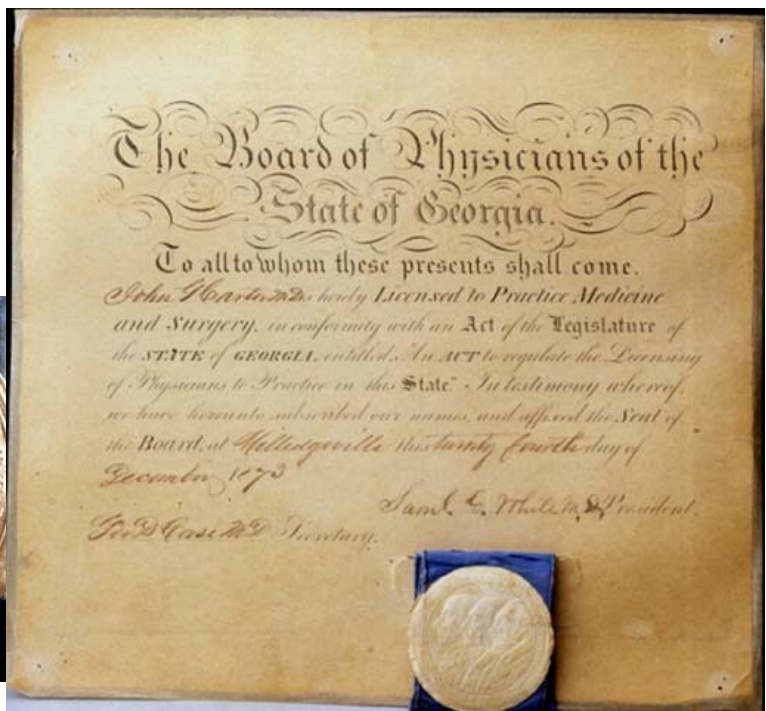 The Board of Physicians of the
State of Georgia.
To all to whom these presents shall come.
John Harter M.D. is hereby Licensed to Practice Medicine
and Surgery, in conformity with an Act of the Legislature of
the STATE of GEORGIA, entitled, "An ACT to regulate the Licensing
of Physicians to Practice in this State." In testimony whereof,
we have hereunto subscribed our names, and affixed the Seal of
the Board, at Milledgeville this twenty fourth day of
December 1873
Saml. G. White M.D. President.
Geo D Case M D Secretary.